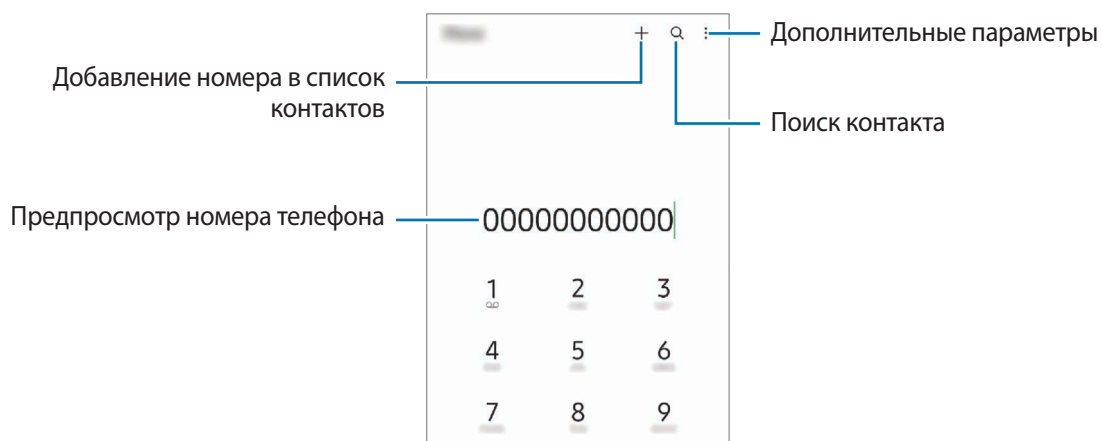 Дополнительные параметры
Добавление номера в список
контактов
Поиск контакта
Предпросмотр номера телефона
00000000000
1 2 3
4 5 6
7 8 9